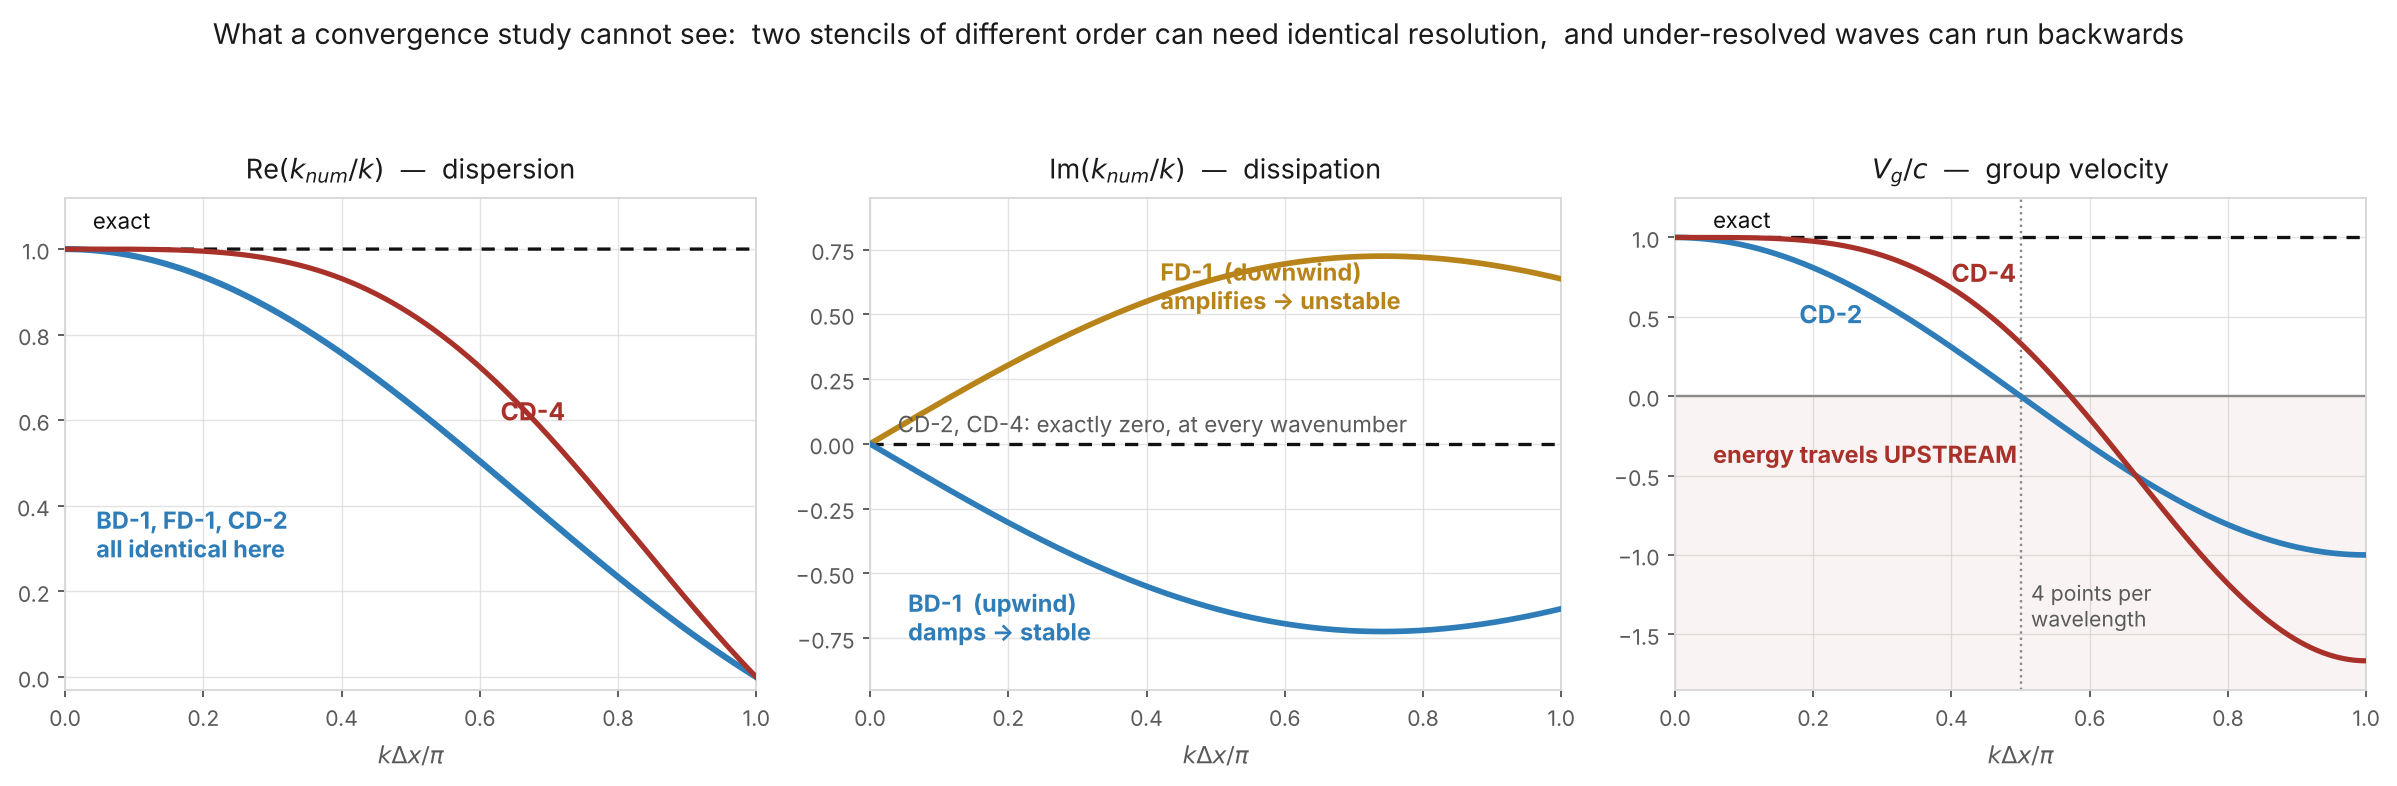 What a convergence study cannot see:  two stencils of different order can need identical resolution,  and under-resolved waves can run backwards
Re(k_num/k)  —  dispersion
exact
1.0
0.8
0.6
0.4
0.2
0.0
CD-4
BD-1, FD-1, CD-2
all identical here
0.0 0.2 0.4 0.6 0.8 1.0
kΔx/π
Im(k_num/k)  —  dissipation
0.75
0.50
0.25
0.00
−0.25
−0.50
−0.75
FD-1 (downwind)
amplifies → unstable
CD-2, CD-4: exactly zero, at every wavenumber
BD-1 (upwind)
damps → stable
0.0 0.2 0.4 0.6 0.8 1.0
kΔx/π
V_g/c  —  group velocity
exact
1.0
0.5
0.0
−0.5
−1.0
−1.5
CD-4
CD-2
energy travels UPSTREAM
4 points per
wavelength
0.0 0.2 0.4 0.6 0.8 1.0
kΔx/π